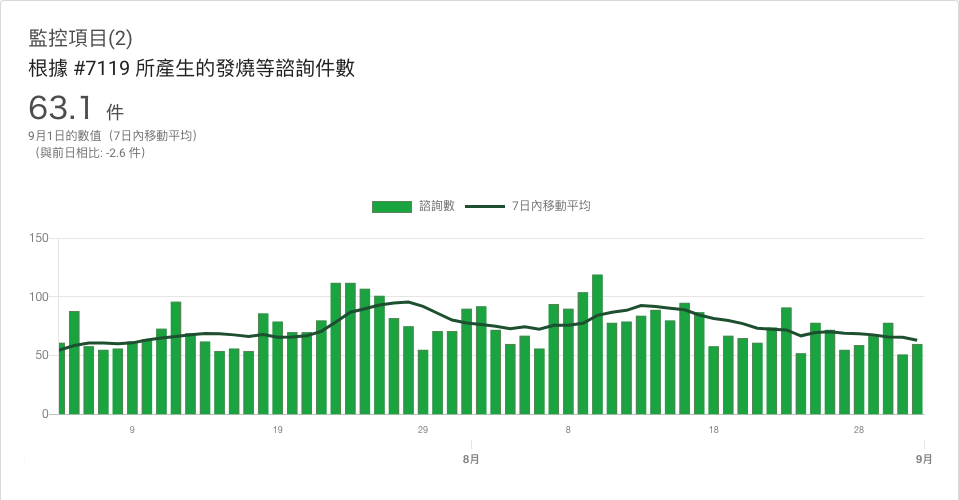 監控項目(2)
根據 #7119 所產生的發燒等諮詢件數
63.1 件
9月1日的數值（7日內移動平均）
（與前日相比: -2.6 件）
諮詢數 7日內移動平均
150
100
50
0
9 19 29 8 18 28
8月 9月